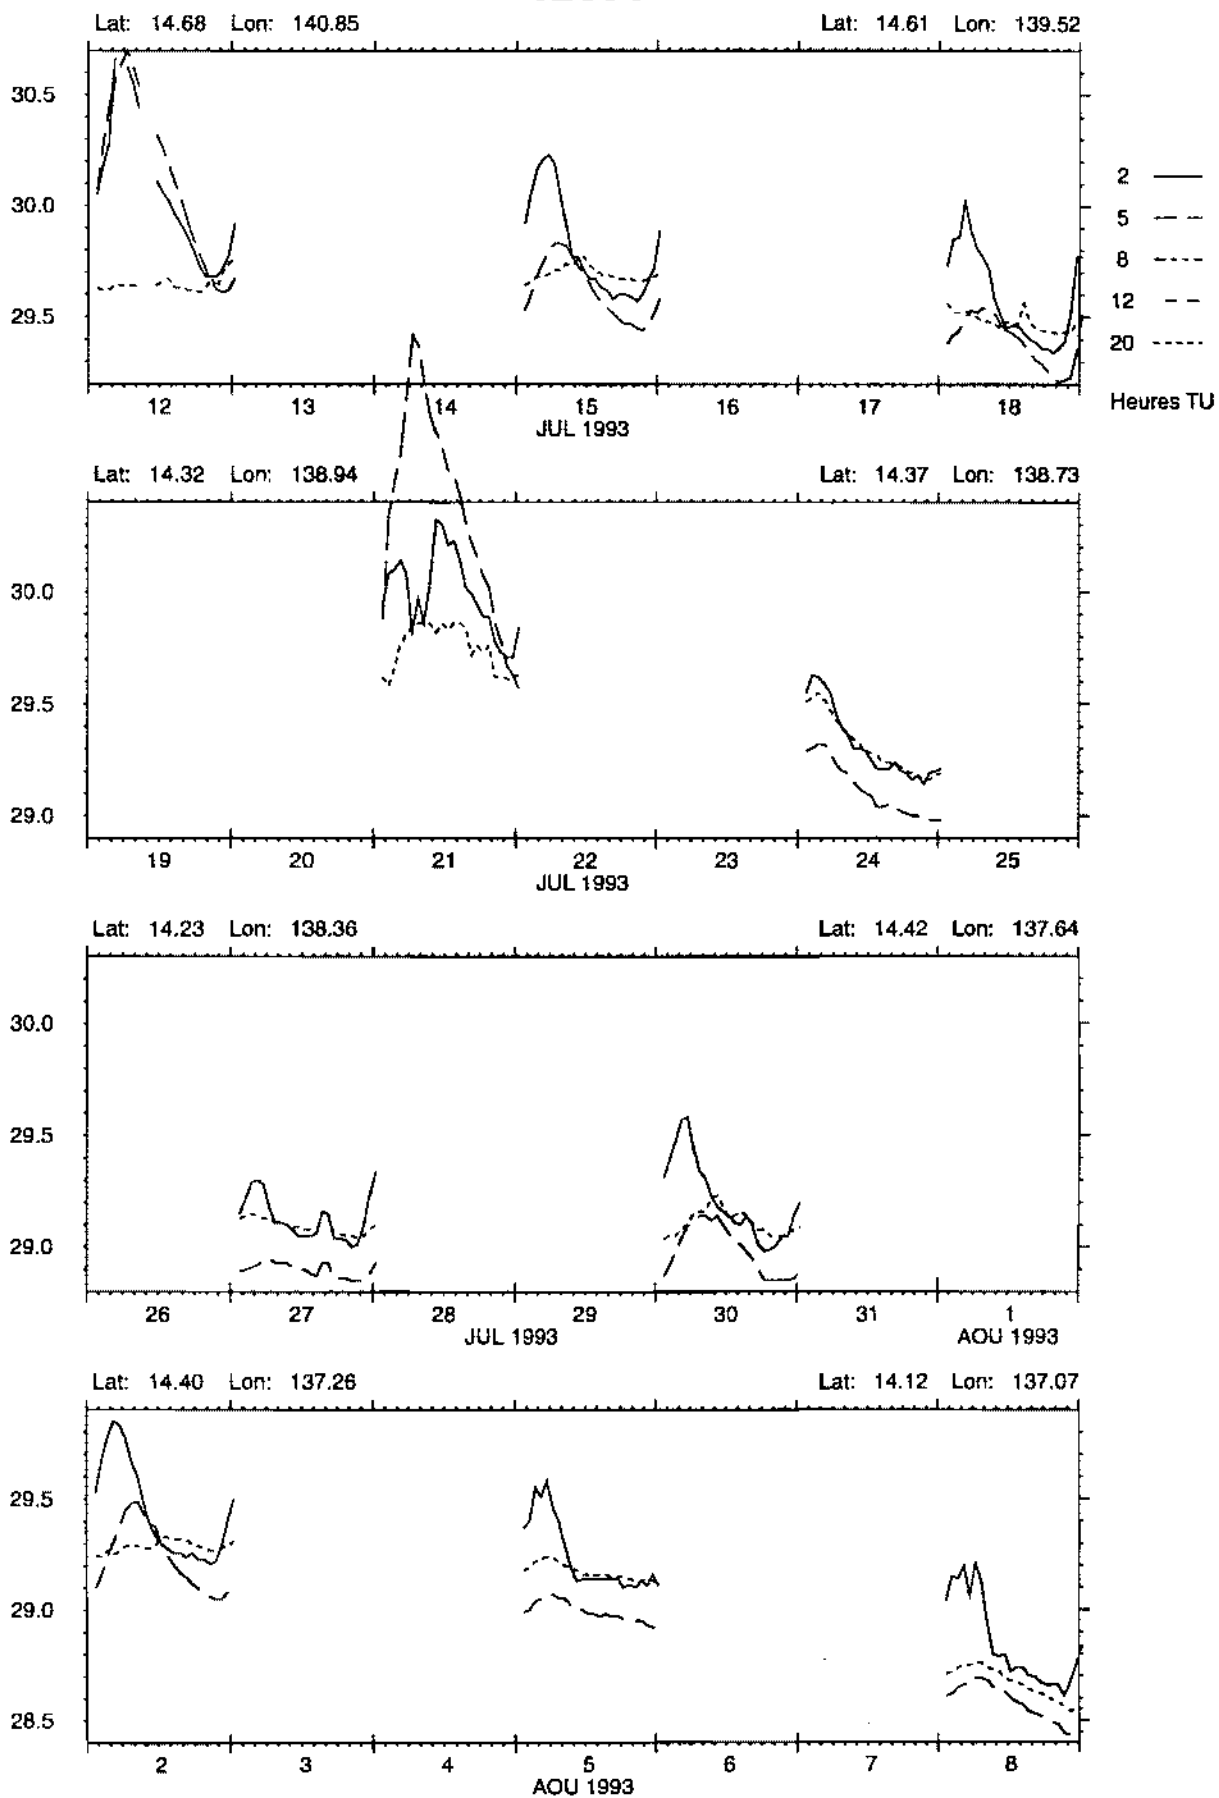 Lat: 14.68 Lon: 140.85 Lat: 14.61 Lon: 139.52
30.5
30.0
29.5
2
5
8
12
20
12 13 14 15 16 17 18 Heures TU
JUL 1993
Lat: 14.32 Lon: 138.94 Lat: 14.37 Lon: 138.73
30.0
29.5
29.0
19 20 21 22 23 24 25
JUL 1993
Lat: 14.23 Lon: 138.36 Lat: 14.42 Lon: 137.64
30.0
29.5
29.0
26 27 28 29 30 31 1
JUL 1993 AOU 1993
Lat: 14.40 Lon: 137.26 Lat: 14.12 Lon: 137.07
29.5
29.0
28.5
2 3 4 5 6 7 8
AOU 1993